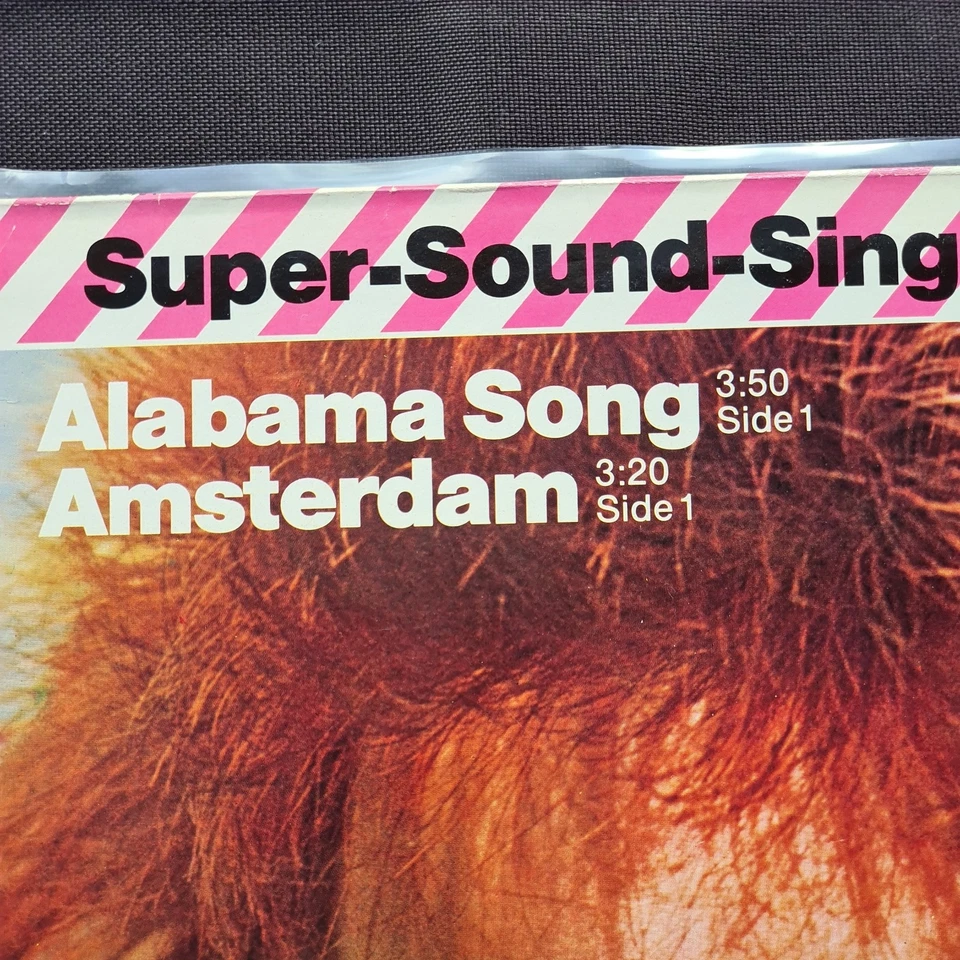 Super-Sound-Sing
Alabama Song 3:50
Side 1
Amsterdam 3:20
Side 1